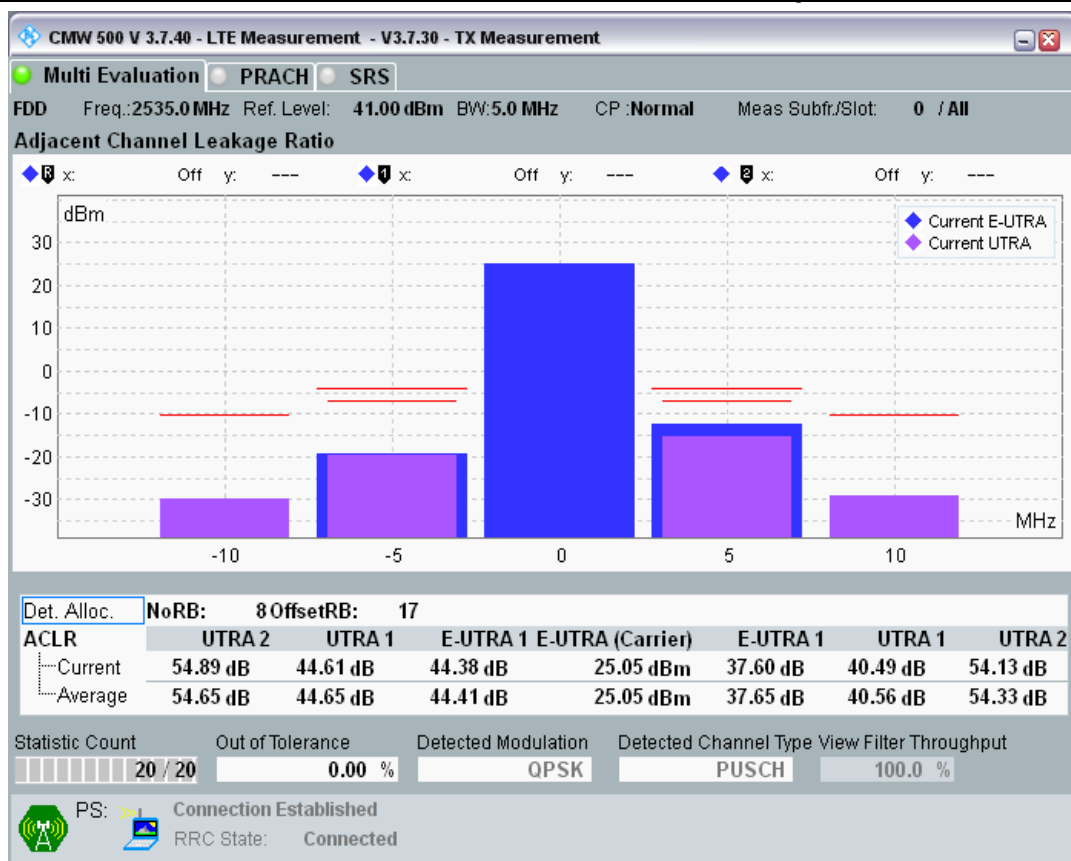 CMW 500 V 3.7.40 - LTE Measurement - V3.7.30 - TX Measurement
Multi Evaluation PRACH SRS
FDD Freq.:2535.0 MHz Ref. Level: 41.00 dBm BW:5.0 MHz CP :Normal Meas Subfr./Slot: 0 / All
Adjacent Channel Leakage Ratio
R x: Off y: --- 1 x: Off y: --- 2 x: Off y: ---
dBm
Current E-UTRA
Current UTRA
30
20
10
0
-10
-20
-30
MHz
-10 -5 0 5 10
Det. Alloc. NoRB: 8 OffsetRB: 17
ACLR UTRA 2 UTRA 1 E-UTRA 1 E-UTRA (Carrier) E-UTRA 1 UTRA 1 UTRA 2
Current 54.89 dB 44.61 dB 44.38 dB 25.05 dBm 37.60 dB 40.49 dB 54.13 dB
Average 54.65 dB 44.65 dB 44.41 dB 25.05 dBm 37.65 dB 40.56 dB 54.33 dB
Statistic Count Out of Tolerance Detected Modulation Detected Channel Type View Filter Throughput
20 / 20 0.00 % QPSK PUSCH 100.0 %
PS: Connection Established
RRC State: Connected